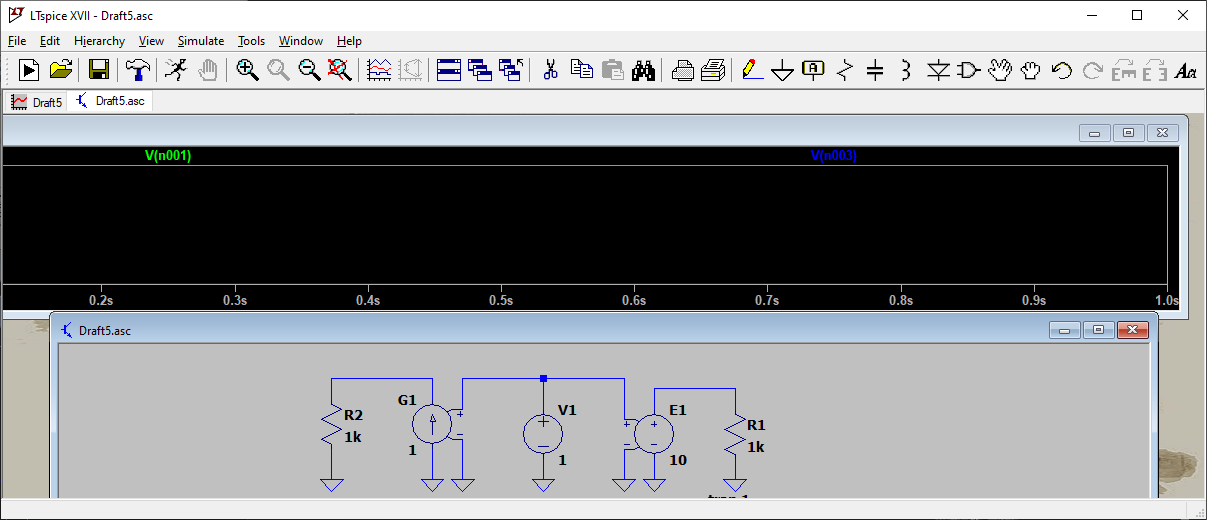 LTspice XVII - Draft5.asc
File Edit Hierarchy View Simulate Tools Window Help
Draft5 Draft5.asc
V(n001) V(n003)
0.2s 0.3s 0.4s 0.5s 0.6s 0.7s 0.8s 0.9s 1.0s
Draft5.asc
G1 V1 E1
R2 R1
1k 1k
1 1 10